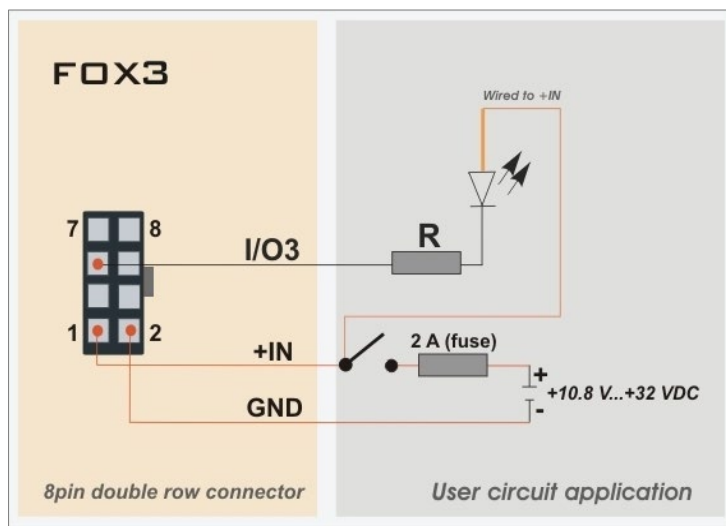 FOX3
Wired to +IN
7
8
I/O3
R
1
2
+IN
2 A (fuse)
+
+10.8 V...+32 VDC
-
GND
8pin double row connector
User circuit application